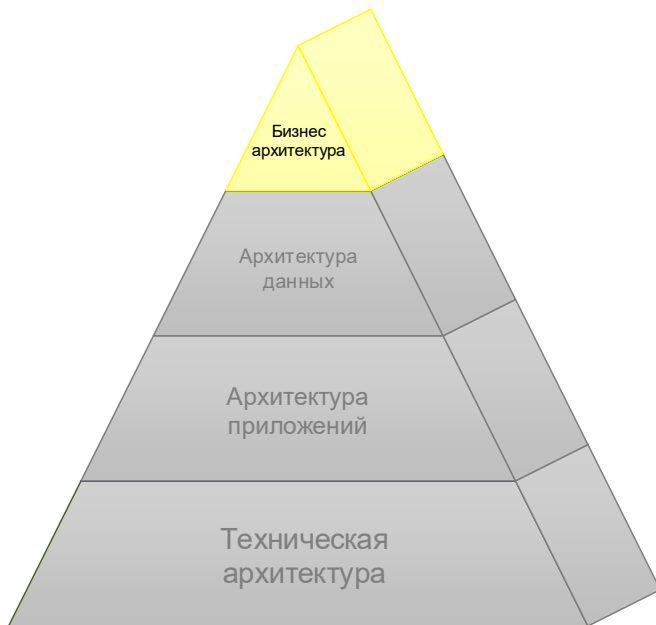 Бизнес
архитектура
Архитектура
данных
Архитектура
приложений
Техническая
архитектура